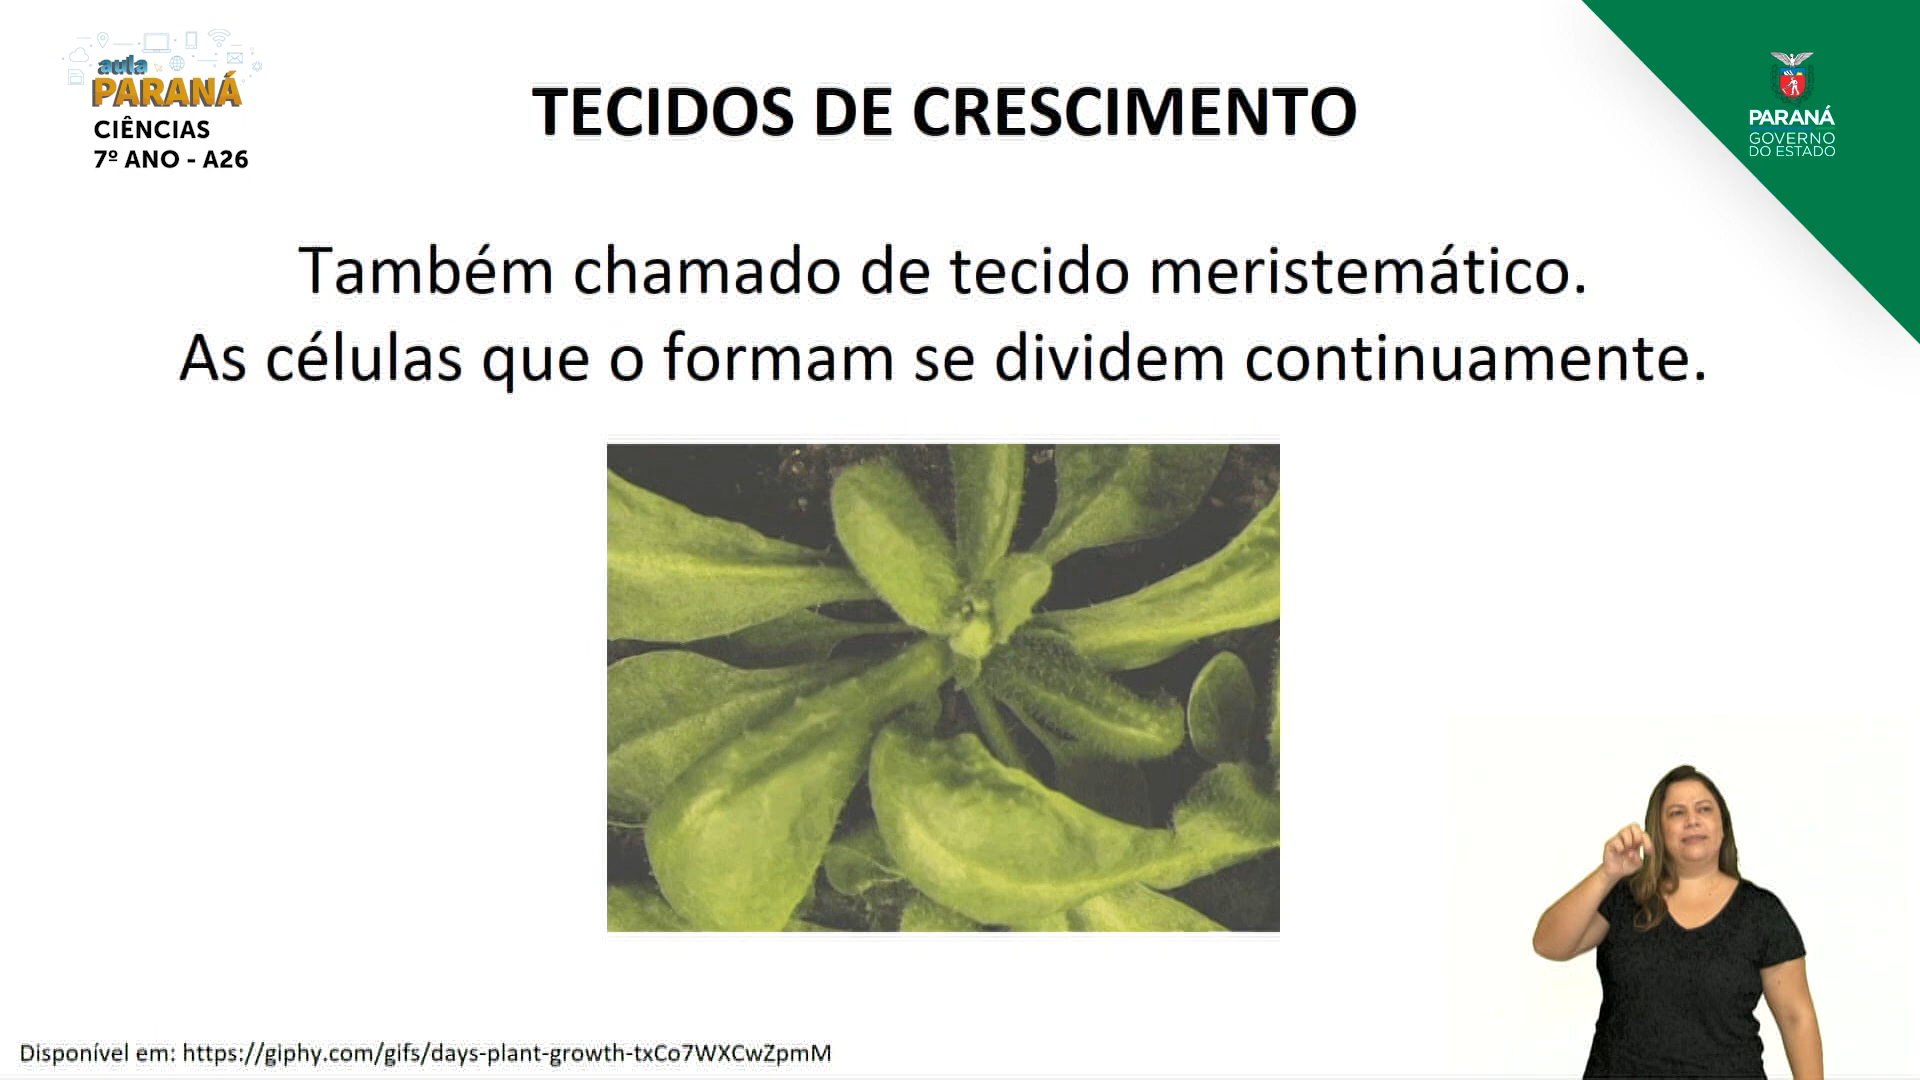 aula
PARANÁ
CIÊNCIAS
7º ANO - A26
TECIDOS DE CRESCIMENTO
PARANÁ
GOVERNO
DO ESTADO
Também chamado de tecido meristemático.
As células que o formam se dividem continuamente.
Disponível em: https://giphy.com/gifs/days-plant-growth-txCo7WXCwZpmM